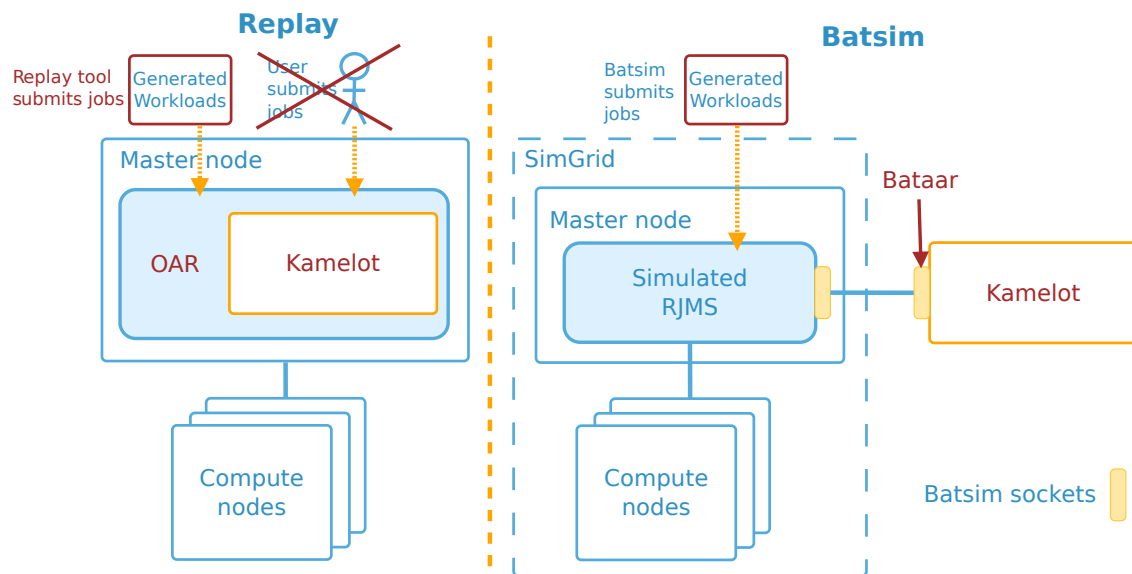 Replay
Replay tool
submits jobs
Generated
Workloads
User
submits
jobs
Master node
OAR
Kamelot
Compute
nodes
Batsim
Batsim
submits
jobs
Generated
Workloads
SimGrid
Master node
Simulated
RJMS
Bataar
Kamelot
Compute
nodes
Batsim sockets